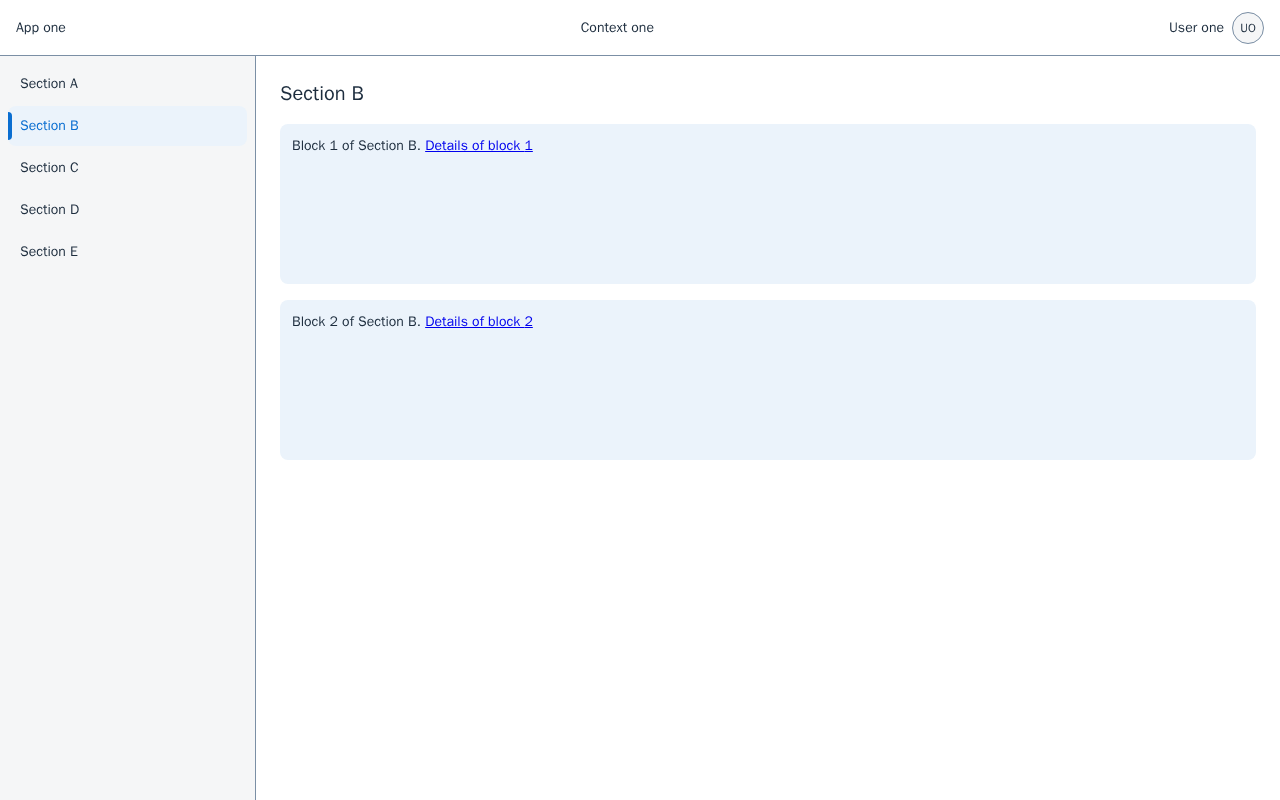 App one
Context one
User one
UO
Section A
Section B
Section C
Section D
Section E
Section B
Block 1 of Section B. Details of block 1
Block 2 of Section B. Details of block 2